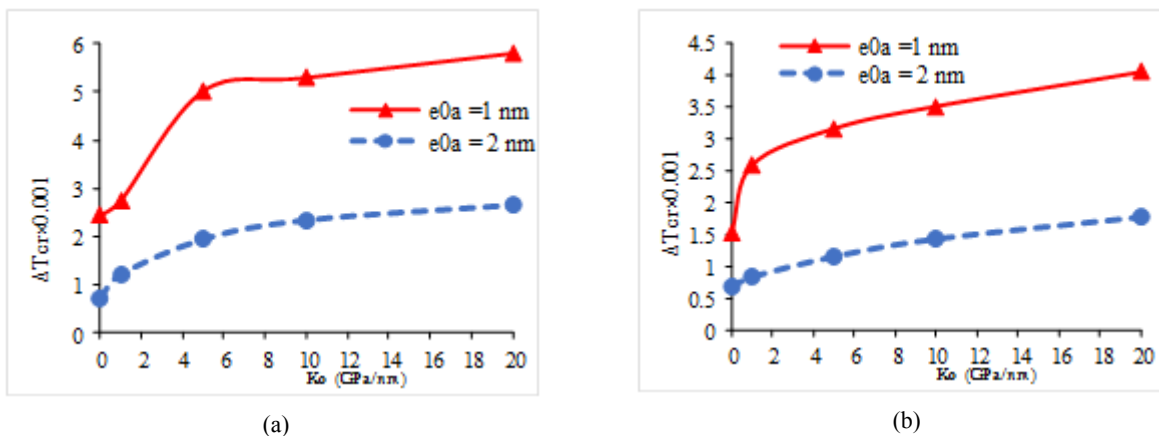 6
5
4
3
2
1
0
ΔTcr×0.001
e0a =1 nm
e0a = 2 nm
0 2 4 6 8 10 12 14 16 18 20
Ko (GPa/nm)
(a)
4.5
4
3.5
3
2.5
2
1.5
1
0.5
0
ΔTcr×0.001
e0a =1 nm
e0a = 2 nm
0 2 4 6 8 10 12 14 16 18 20
Ko (GPa/nm)
(b)